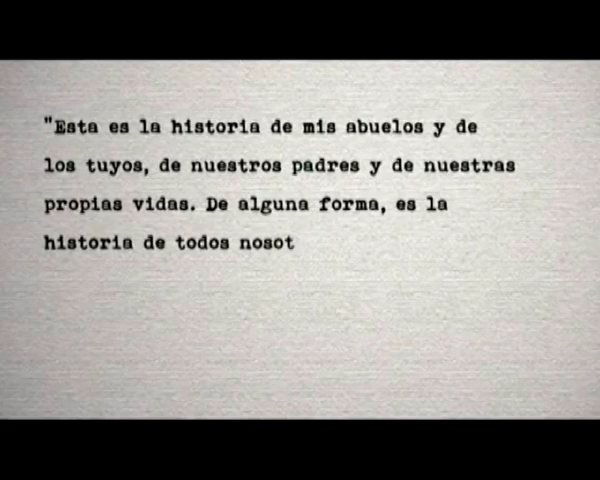 "Esta es la historia de mis abuelos y de
los tuyos, de nuestros padres y de nuestras
propias vidas. De alguna forma, es la
historia de todos nosot